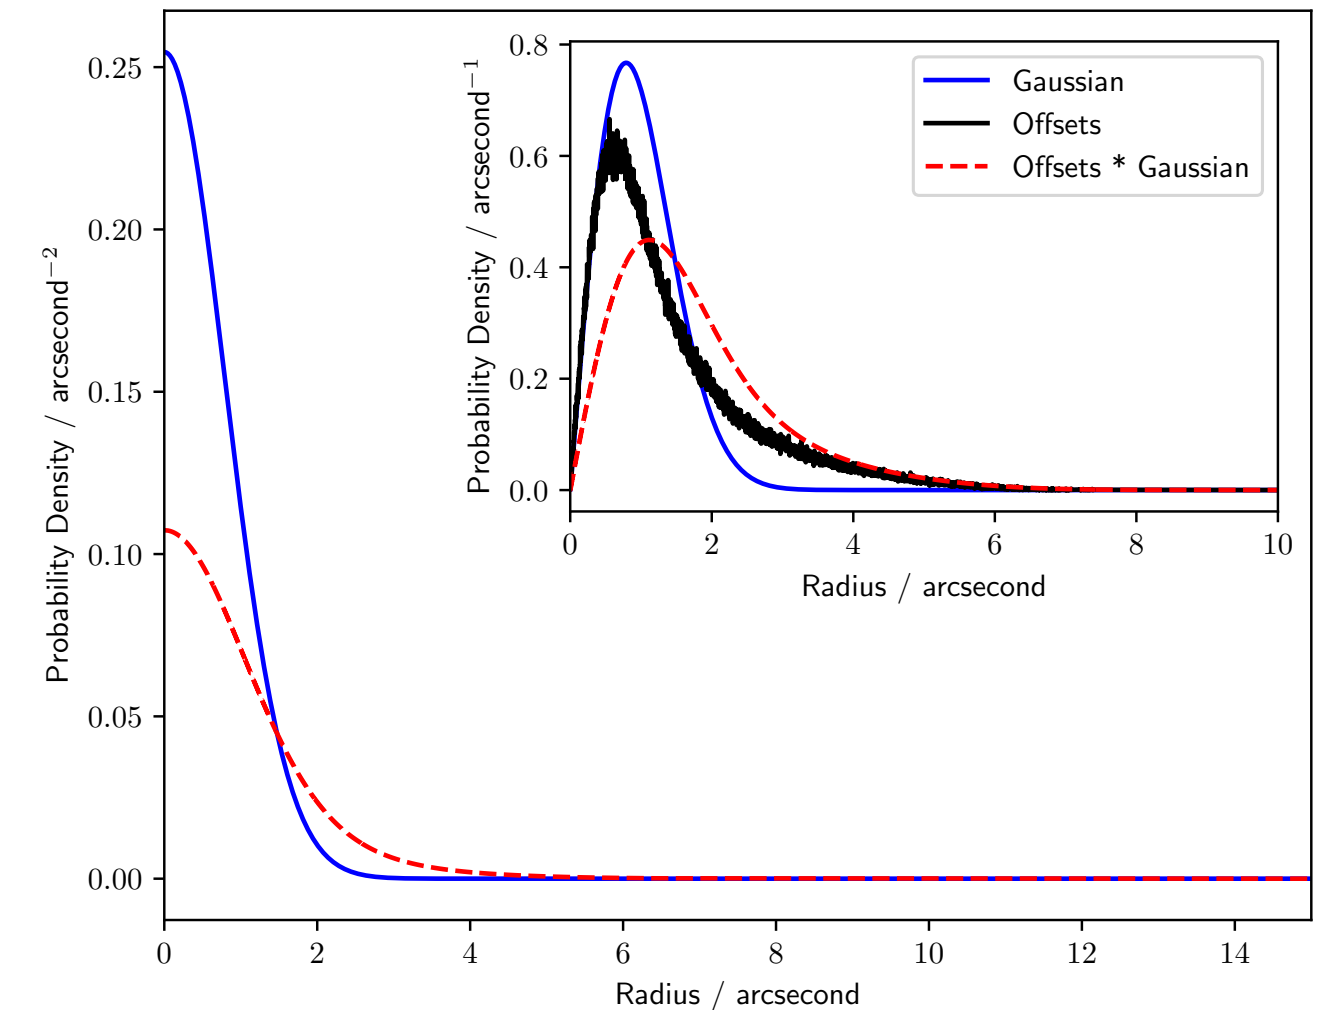 Probability Density / arcsecond⁻²
0.25
0.20
0.15
0.10
0.05
0.00
0 2 4 6 8 10 12 14
Radius / arcsecond
Probability Density / arcsecond⁻¹
0.8
0.6
0.4
0.2
0.0
0 2 4 6 8 10
Radius / arcsecond
Gaussian
Offsets
Offsets * Gaussian